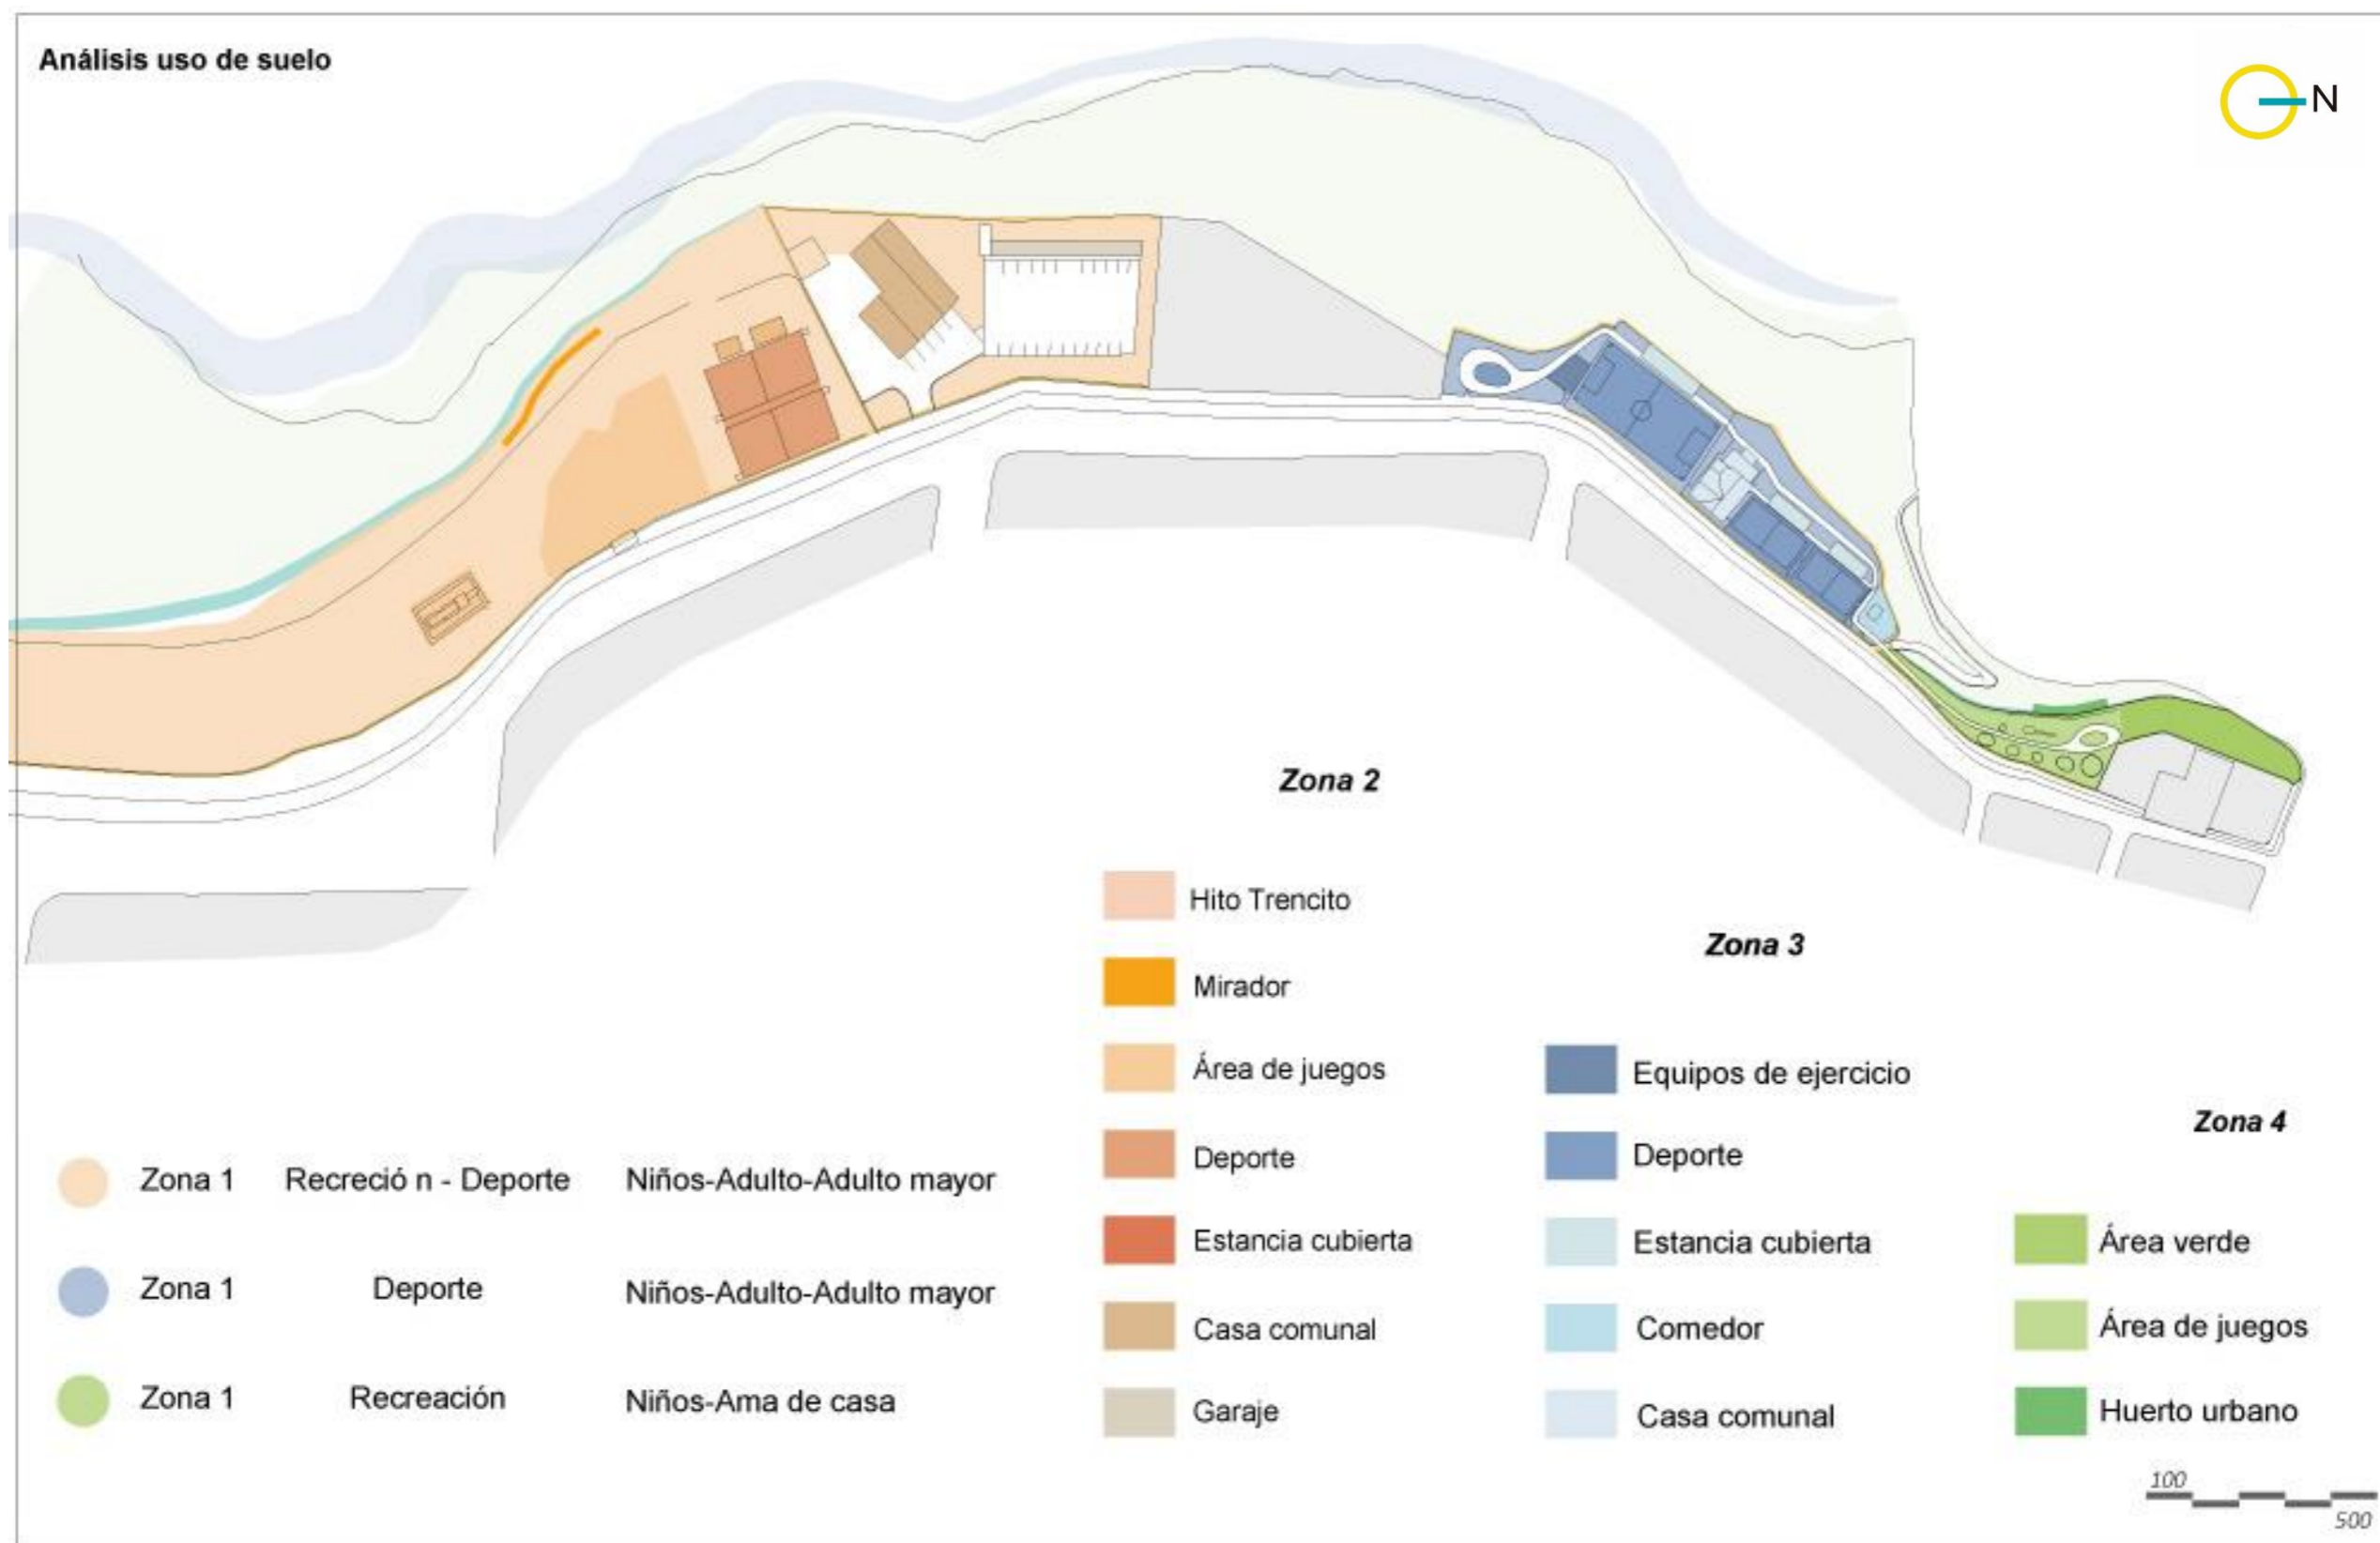 Análisis uso de suelo
N
Zona 2
Hito Trencito
Mirador
Área de juegos
Deporte
Estancia cubierta
Casa comunal
Garaje
Zona 3
Equipos de ejercicio
Deporte
Estancia cubierta
Comedor
Casa comunal
Zona 4
Área verde
Área de juegos
Huerto urbano
Zona 1 Recreció n - Deporte Niños-Adulto-Adulto mayor
Zona 1 Deporte Niños-Adulto-Adulto mayor
Zona 1 Recreación Niños-Ama de casa
100
500